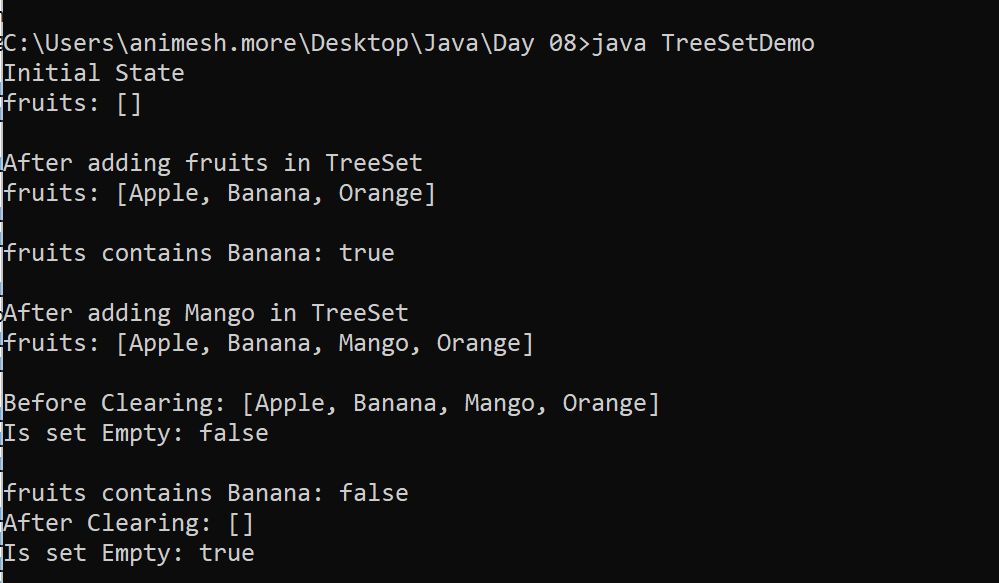 C:\Users\animesh.more\Desktop\Java\Day 08>java TreeSetDemo
Initial State
fruits: []
After adding fruits in TreeSet
fruits: [Apple, Banana, Orange]
fruits contains Banana: true
After adding Mango in TreeSet
fruits: [Apple, Banana, Mango, Orange]
Before Clearing: [Apple, Banana, Mango, Orange]
Is set Empty: false
fruits contains Banana: false
After Clearing: []
Is set Empty: true